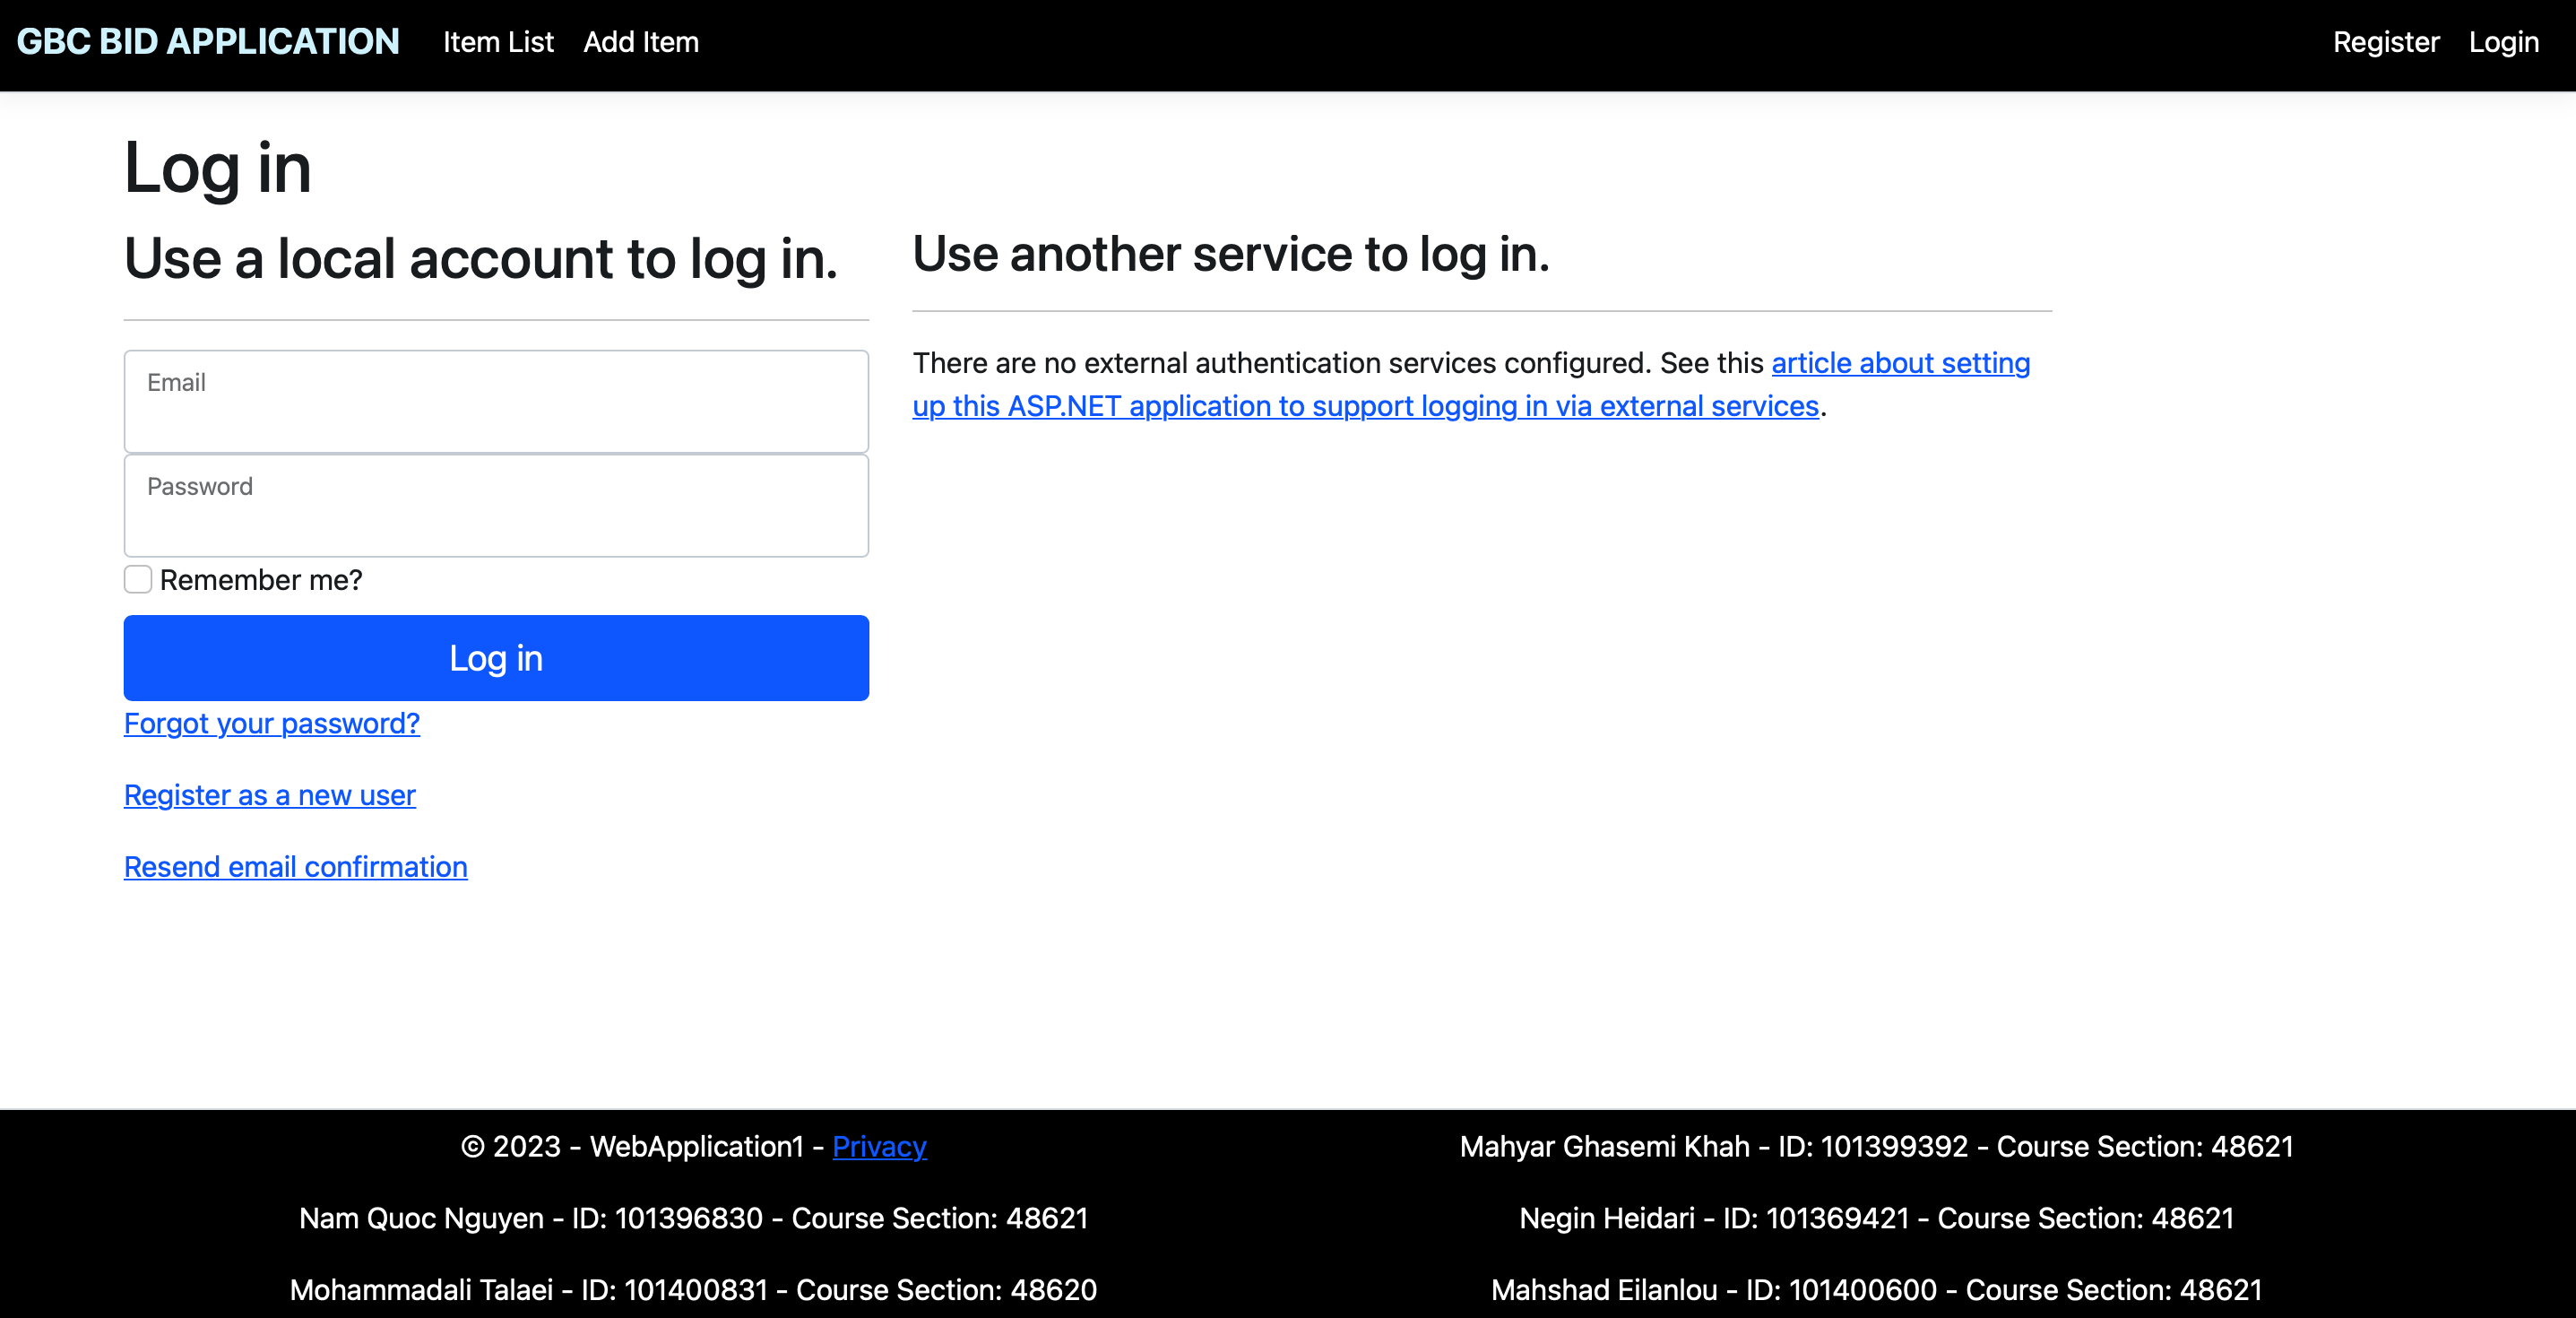 GBC BID APPLICATION Item List Add Item Register Login
Log in
Use a local account to log in.
Email
Password
Remember me?
Log in
Forgot your password?
Register as a new user
Resend email confirmation
Use another service to log in.
There are no external authentication services configured. See this article about setting
up this ASP.NET application to support logging in via external services.
© 2023 - WebApplication1 - Privacy
Nam Quoc Nguyen - ID: 101396830 - Course Section: 48621
Mohammadali Talaei - ID: 101400831 - Course Section: 48620
Mahyar Ghasemi Khah - ID: 101399392 - Course Section: 48621
Negin Heidari - ID: 101369421 - Course Section: 48621
Mahshad Eilanlou - ID: 101400600 - Course Section: 48621